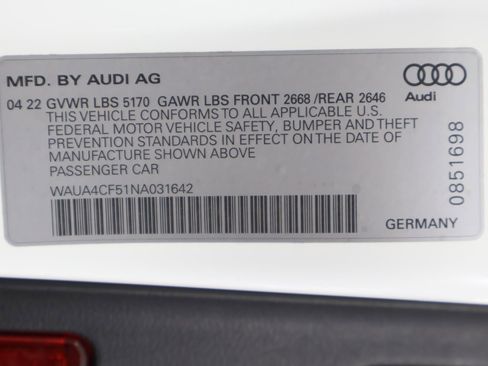 MFD. BY AUDI AG
Audi
04 22 GVWR LBS 5170 GAWR LBS FRONT 2668 /REAR 2646
THIS VEHICLE CONFORMS TO ALL APPLICABLE U.S.
FEDERAL MOTOR VEHICLE SAFETY, BUMPER AND THEFT
PREVENTION STANDARDS IN EFFECT ON THE DATE OF
MANUFACTURE SHOWN ABOVE
PASSENGER CAR
WAUA4CF51NA031642
0851698
GERMANY